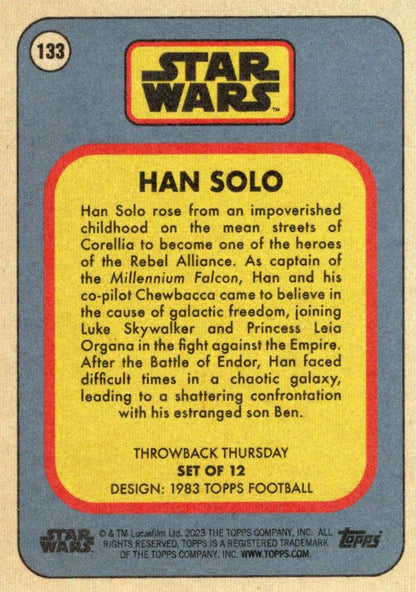 133
STAR
WARS™
HAN SOLO
Han Solo rose from an impoverished
childhood on the mean streets of
Corellia to become one of the heroes
of the Rebel Alliance. As captain of
the Millennium Falcon, Han and his
co-pilot Chewbacca came to believe in
the cause of galactic freedom, joining
Luke Skywalker and Princess Leia
Organa in the fight against the Empire.
After the Battle of Endor, Han faced
difficult times in a chaotic galaxy,
leading to a shattering confrontation
with his estranged son Ben.
THROWBACK THURSDAY
SET OF 12
DESIGN: 1983 TOPPS FOOTBALL
STAR
WARS
© & TM Lucasfilm Ltd. 2023 THE TOPPS COMPANY, INC. ALL
RIGHTS RESERVED. TOPPS IS A REGISTERED TRADEMARK
OF THE TOPPS COMPANY, INC. WWW.TOPPS.COM.
topps